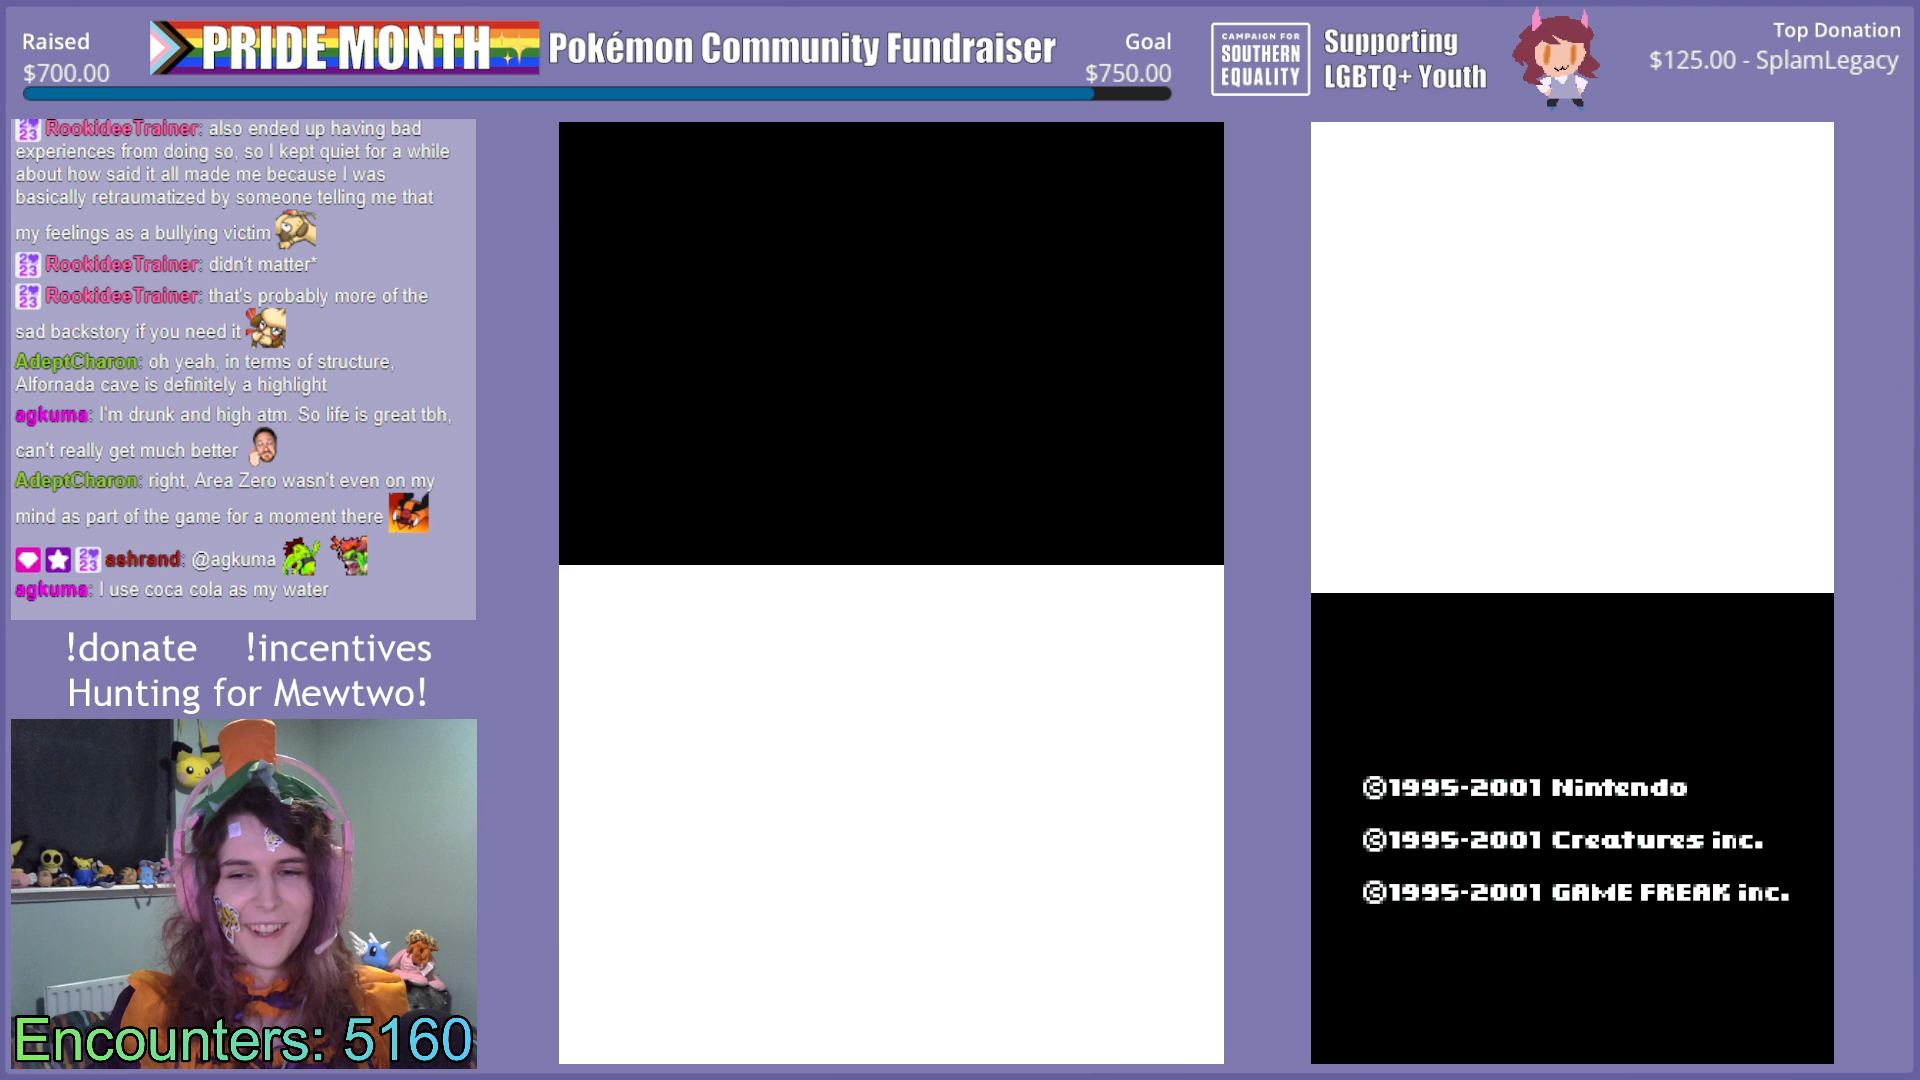 Raised
$700.00
PRIDE MONTH
Pokémon Community Fundraiser
Goal
$750.00
CAMPAIGN FOR
SOUTHERN
EQUALITY
Supporting
LGBTQ+ Youth
Top Donation
$125.00 - SplamLegacy
RookideeTrainer: also ended up having bad
experiences from doing so, so I kept quiet for a while
about how said it all made me because I was
basically retraumatized by someone telling me that
my feelings as a bullying victim
RookideeTrainer: didn't matter*
RookideeTrainer: that's probably more of the
sad backstory if you need it
AdeptCharon: oh yeah, in terms of structure,
Alfornada cave is definitely a highlight
agkuma: I'm drunk and high atm. So life is great tbh,
can't really get much better
AdeptCharon: right, Area Zero wasn't even on my
mind as part of the game for a moment there
ashrand: @agkuma
agkuma: I use coca cola as my water
!donate !incentives
Hunting for Mewtwo!
Encounters: 5160
©1995-2001 Nintendo
©1995-2001 Creatures inc.
©1995-2001 GAME FREAK inc.